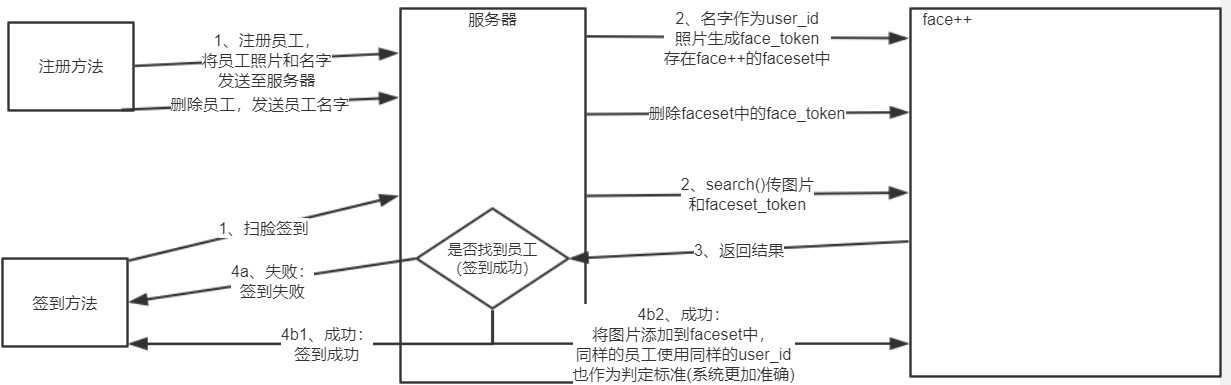 服务器
face++
注册方法
1、注册员工，
将员工照片和名字
发送至服务器
删除员工，发送员工名字
2、名字作为user_id
照片生成face_token
存在face++的faceset中
删除faceset中的face_token
2、search()传图片
和faceset_token
1、扫脸签到
是否找到员工
（签到成功）
3、返回结果
签到方法
4a、失败：
签到失败
4b1、成功：
签到成功
4b2、成功：
将图片添加到faceset中，
同样的员工使用同样的user_id
也作为判定标准(系统更加准确)